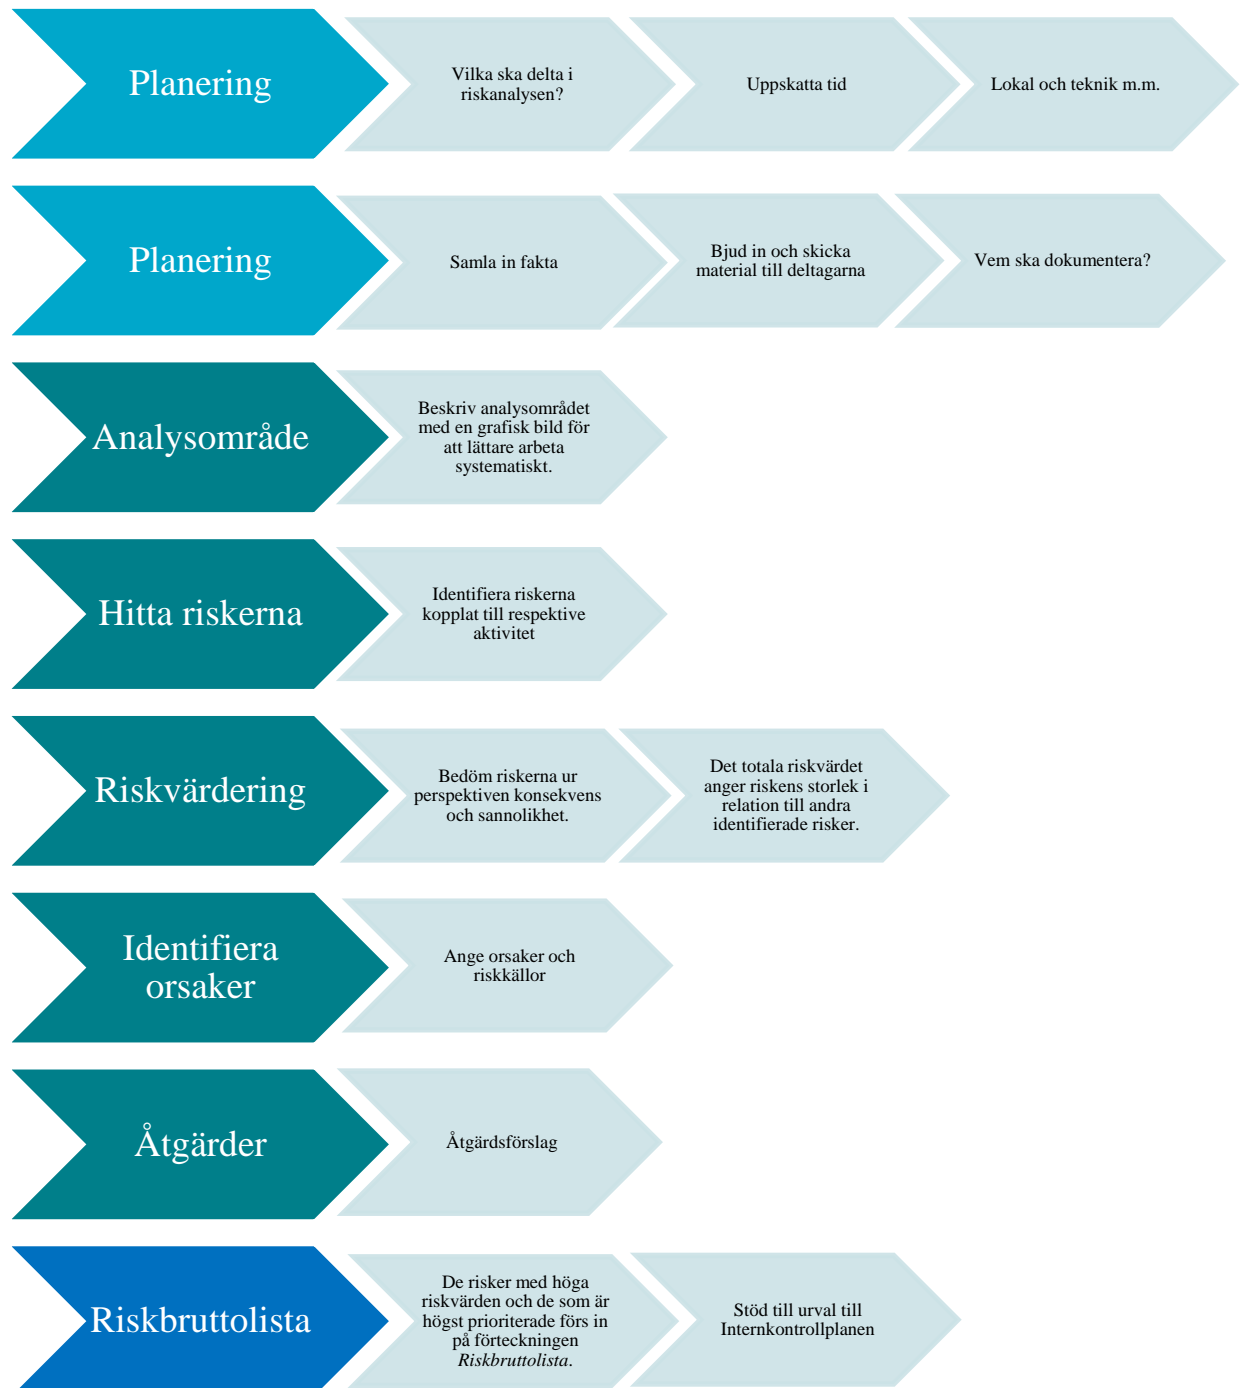 Planering
Vilka ska delta i
riskanalysen?
Uppskatta tid
Lokal och teknik m.m.
Planering
Samla in fakta
Bjud in och skicka
material till deltagarna
Vem ska dokumentera?
Analysområde
Beskriv analysområdet
med en grafisk bild för
att lättare arbeta
systematiskt.
Hitta riskerna
Identifiera riskerna
kopplat till respektive
aktivitet
Riskvärdering
Bedöm riskerna ur
perspektiven konsekvens
och sannolikhet.
Det totala riskvärdet
anger riskens storlek i
relation till andra
identifierade risker.
Identifiera
orsaker
Ange orsaker och
riskkällor
Åtgärder
Åtgärdsförslag
Riskbruttolista
De risker med höga
riskvärden och de som är
högst prioriterade förs in
på förteckningen
Riskbruttolista.
Stöd till urval till
Internkontrollplanen